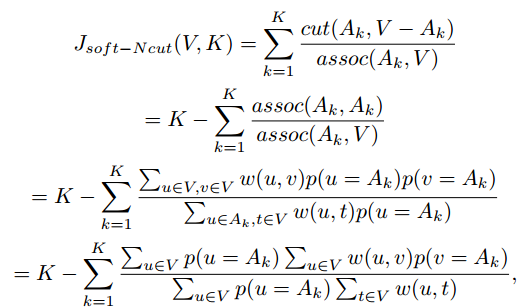 J_{soft-Ncut}(V, K) = \sum_{k=1}^{K} \frac{cut(A_k, V - A_k)}{assoc(A_k, V)}
= K - \sum_{k=1}^{K} \frac{assoc(A_k, A_k)}{assoc(A_k, V)}
= K - \sum_{k=1}^{K} \frac{\sum_{u \in V, v \in V} w(u, v)p(u = A_k)p(v = A_k)}{\sum_{u \in A_k, t \in V} w(u, t)p(u = A_k)}
= K - \sum_{k=1}^{K} \frac{\sum_{u \in V} p(u = A_k) \sum_{u \in V} w(u, v)p(v = A_k)}{\sum_{u \in V} p(u = A_k) \sum_{t \in V} w(u, t)},